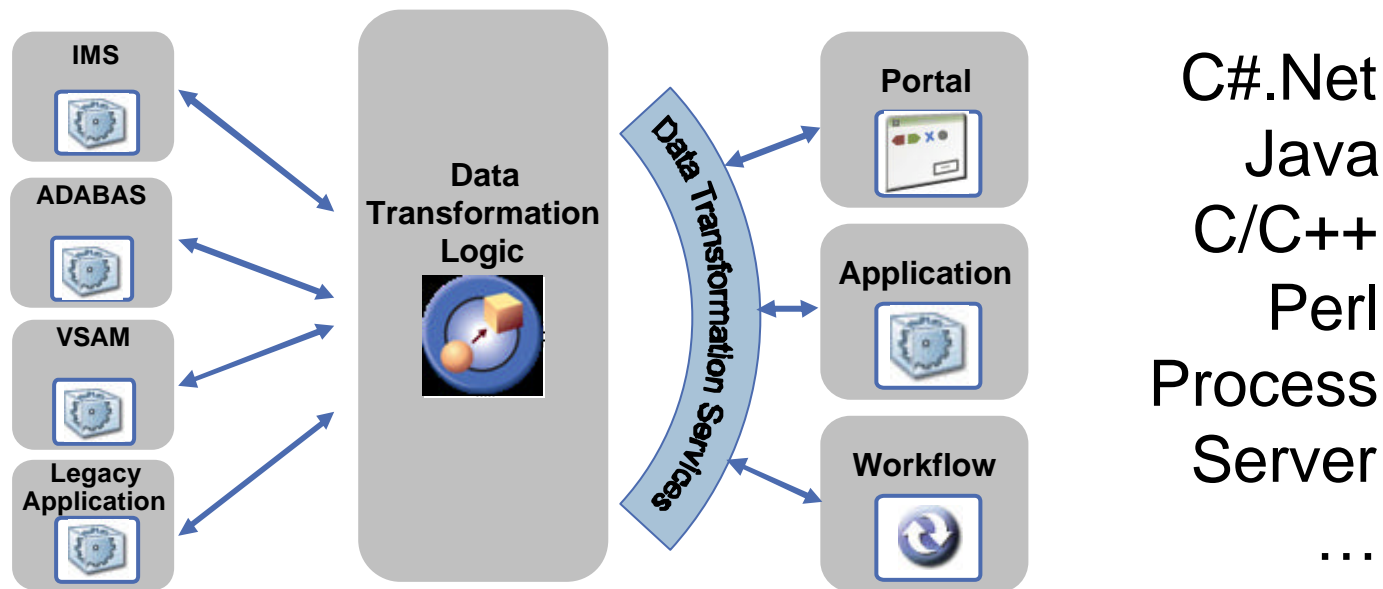 IMS
ADABAS
VSAM
Legacy
Application
Data
Transformation
Logic
Data Transformation Services
Portal
Application
Workflow
C#.Net
Java
C/C++
Perl
Process
Server
…